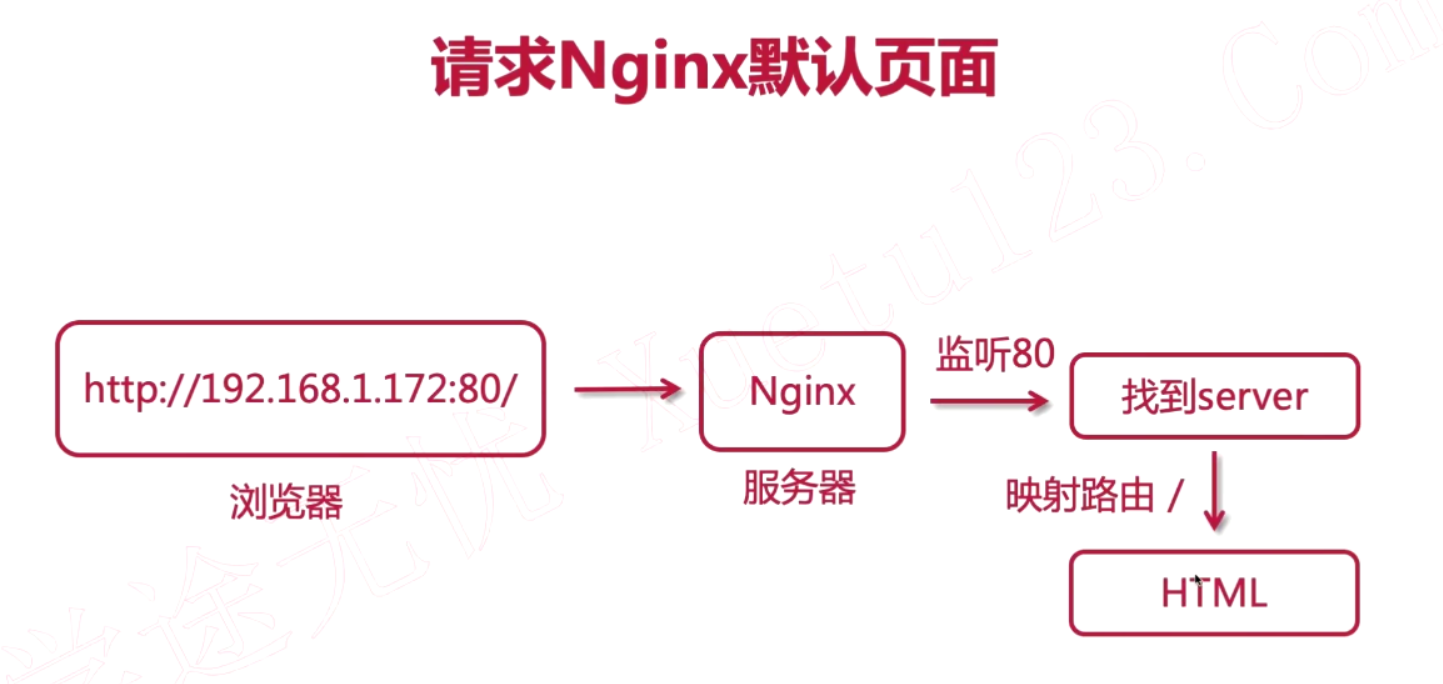 请求Nginx默认页面
http://192.168.1.172:80/
浏览器
Nginx
服务器
监听80
找到server
映射路由 /
HTML
学途无忧 Xuetu123.Com